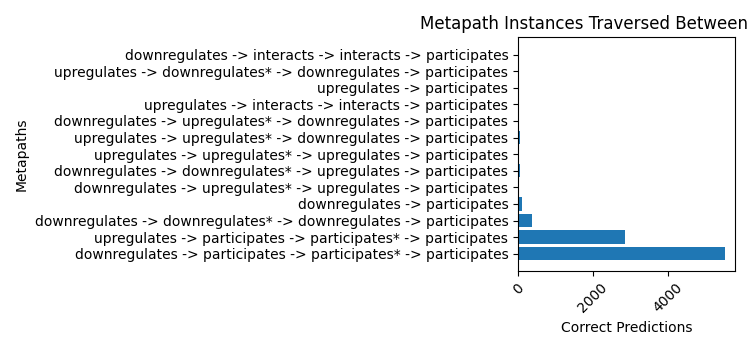 Metapath Instances Traversed Between
downregulates -> interacts -> interacts -> participates
upregulates -> downregulates* -> downregulates -> participates
upregulates -> participates
upregulates -> interacts -> interacts -> participates
downregulates -> upregulates* -> downregulates -> participates
upregulates -> upregulates* -> downregulates -> participates
upregulates -> upregulates* -> upregulates -> participates
downregulates -> downregulates* -> upregulates -> participates
downregulates -> upregulates* -> upregulates -> participates
downregulates -> participates
downregulates -> downregulates* -> downregulates -> participates
upregulates -> participates -> participates* -> participates
downregulates -> participates -> participates* -> participates
Metapaths
0
2000
4000
Correct Predictions